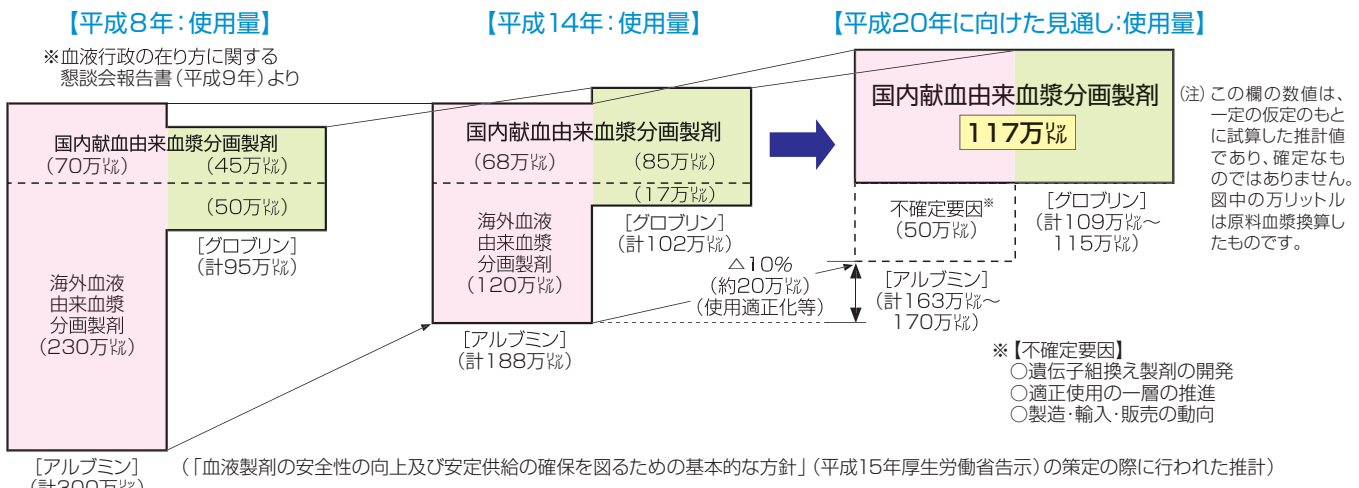 【平成8年:使用量】
※血液行政の在り方に関する
懇談会報告書(平成9年)より
国内献血由来血漿分画製剤
(70万㍑) (45万㍑)
(50万㍑)
[グロブリン]
(計95万㍑)
海外血液
由来血漿
分画製剤
(230万㍑)
[アルブミン]
(計300万㍑)
【平成14年:使用量】
国内献血由来血漿分画製剤
(68万㍑) (85万㍑)
(17万㍑)
[グロブリン]
(計102万㍑)
海外血液
由来血漿
分画製剤
(120万㍑)
[アルブミン]
(計188万㍑)
△10%
(約20万㍑)
(使用適正化等)
【平成20年に向けた見通し:使用量】
国内献血由来血漿分画製剤
117万㍑
不確定要因※
(50万㍑)
[グロブリン]
(計109万㍑~
115万㍑)
[アルブミン]
(計163万㍑~
170万㍑)
(注)この欄の数値は、
一定の仮定のもと
に試算した推計値
であり、確定なも
のではありません。
図中の万リットル
は原料血漿換算し
たものです。
※【不確定要因】
○遺伝子組換え製剤の開発
○適正使用の一層の推進
○製造・輸入・販売の動向
(「血液製剤の安全性の向上及び安定供給の確保を図るための基本的な方針」(平成15年厚生労働省告示)の策定の際に行われた推計)